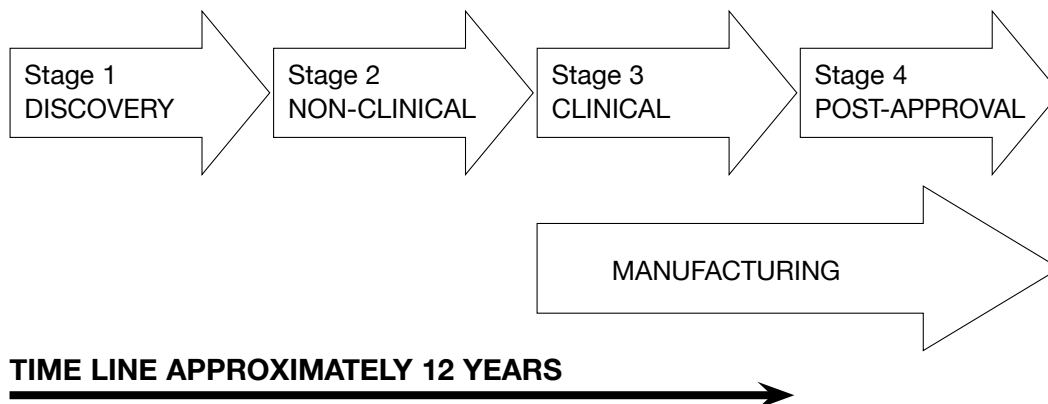 Stage 1
DISCOVERY
Stage 2
NON-CLINICAL
Stage 3
CLINICAL
Stage 4
POST-APPROVAL
MANUFACTURING
TIME LINE APPROXIMATELY 12 YEARS